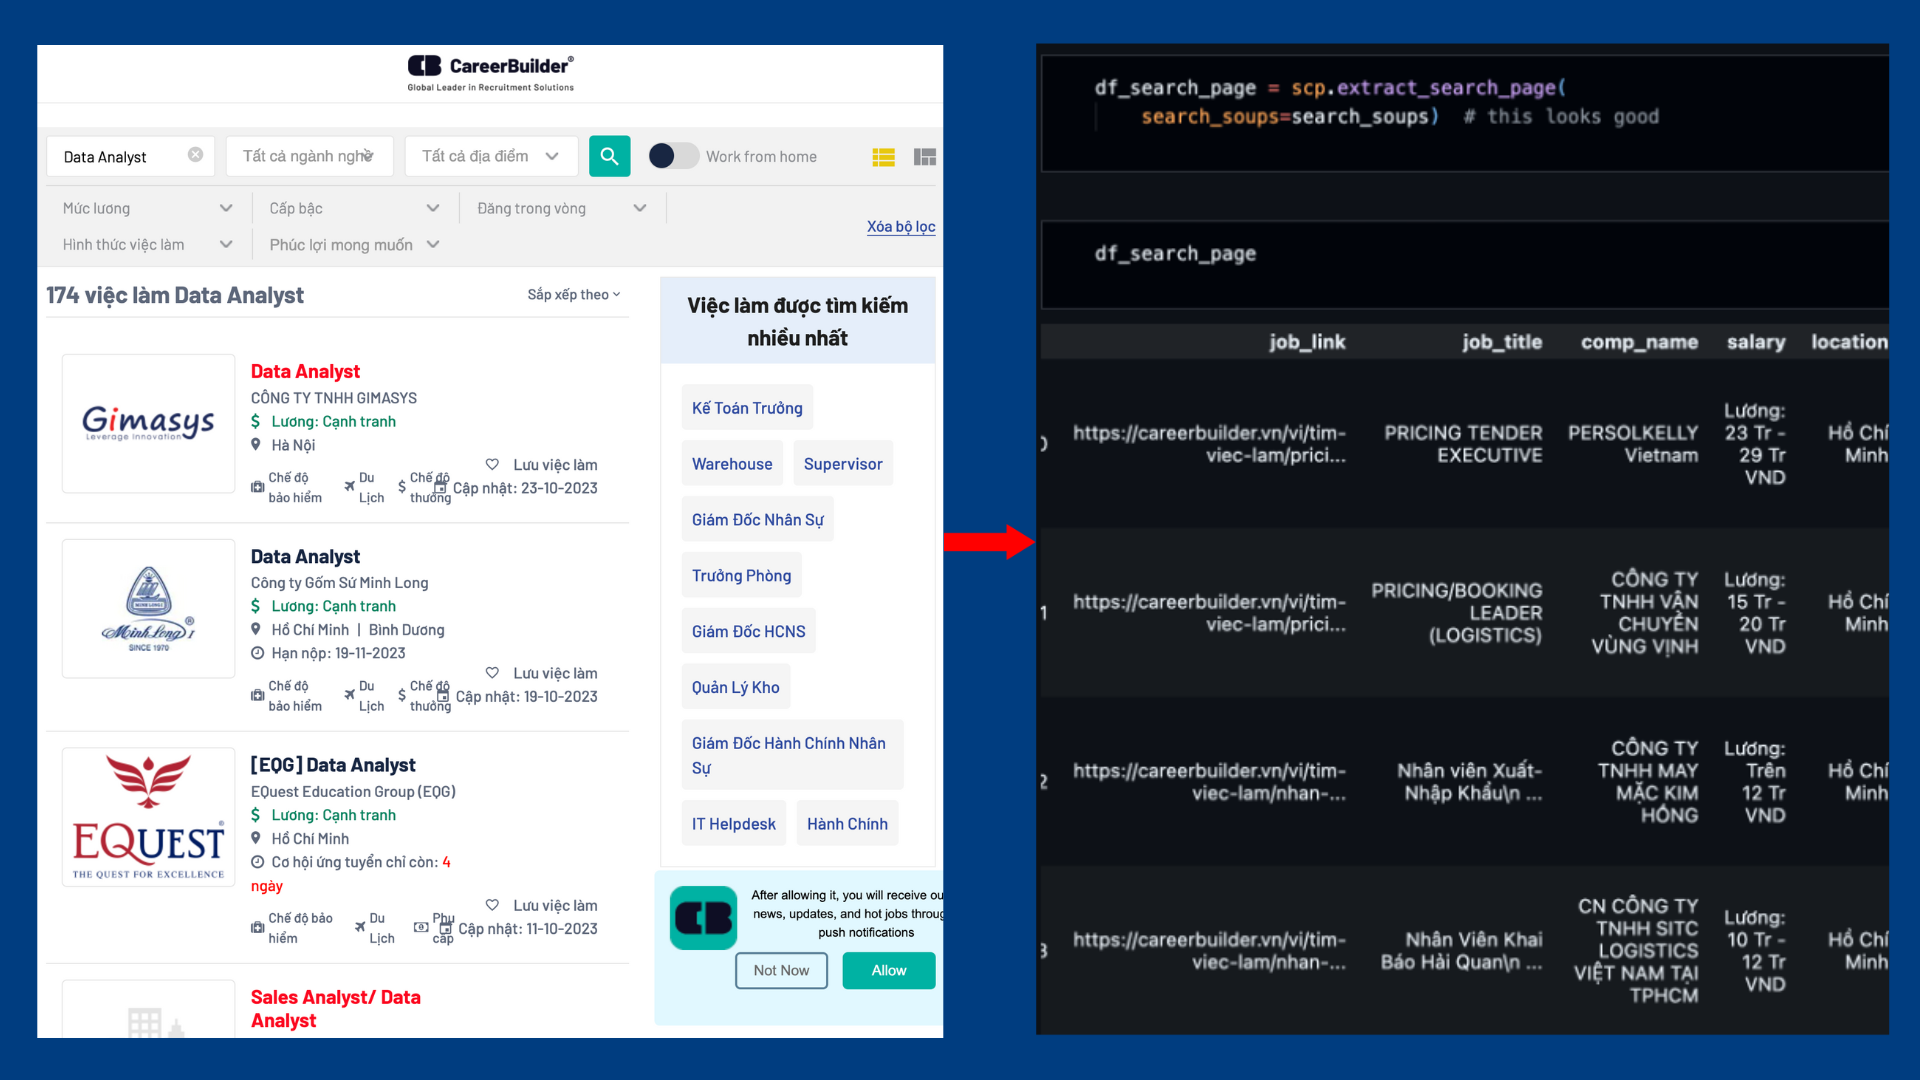 CareerBuilder®
Global Leader in Recruitment Solutions
Data Analyst
Tất cả ngành nghề
Tất cả địa điểm
Work from home
Mức lương
Cấp bậc
Đăng trong vòng
Xóa bộ lọc
Hình thức việc làm
Phúc lợi mong muốn
174 việc làm Data Analyst
Sắp xếp theo
Gimasys
Leverage Innovation
Data Analyst
CÔNG TY TNHH GIMASYS
$ Lương: Cạnh tranh
Hà Nội
Lưu việc làm
Chế độ
bảo hiểm
Du
Lịch
$ Chế độ
thưởng
Cập nhật: 23-10-2023
MINH LONG I
Minh Long I ®
SINCE 1970
Data Analyst
Công ty Gốm Sứ Minh Long
$ Lương: Cạnh tranh
Hồ Chí Minh | Bình Dương
Hạn nộp: 19-11-2023
Lưu việc làm
Chế độ
bảo hiểm
Du
Lịch
$ Chế độ
thưởng
Cập nhật: 19-10-2023
EQUEST®
THE QUEST FOR EXCELLENCE
[EQG] Data Analyst
EQuest Education Group (EQG)
$ Lương: Cạnh tranh
Hồ Chí Minh
Cơ hội ứng tuyển chỉ còn: 4
ngày
Lưu việc làm
Chế độ bảo
hiểm
Du
Lịch
Phụ
cấp
Cập nhật: 11-10-2023
Sales Analyst/ Data
Analyst
Việc làm được tìm kiếm
nhiều nhất
Kế Toán Trưởng
Warehouse
Supervisor
Giám Đốc Nhân Sự
Trưởng Phòng
Giám Đốc HCNS
Quản Lý Kho
Giám Đốc Hành Chính Nhân
Sự
IT Helpdesk
Hành Chính
CB
After allowing it, you will receive ou
news, updates, and hot jobs throug
push notifications
Not Now
Allow
df_search_page = scp.extract_search_page(
search_soups=search_soups) # this looks good
df_search_page
job_link job_title comp_name salary location
0
https://careerbuilder.vn/vi/tim-
viec-lam/prici...
PRICING TENDER
EXECUTIVE
PERSOLKELLY
Vietnam
Lương:
23 Tr -
29 Tr
VND
Hồ Chí
Minh
1
https://careerbuilder.vn/vi/tim-
viec-lam/prici...
PRICING/BOOKING
LEADER
(LOGISTICS)
CÔNG TY
TNHH VẬN
CHUYỂN
VÙNG VỊNH
Lương:
15 Tr -
20 Tr
VND
Hồ Chí
Minh
2
https://careerbuilder.vn/vi/tim-
viec-lam/nhan-...
Nhân viên Xuất-
Nhập Khẩu\n ...
CÔNG TY
TNHH MAY
MẶC KIM
HỒNG
Lương:
Trên
12 Tr
VND
Hồ Chí
Minh
3
https://careerbuilder.vn/vi/tim-
viec-lam/nhan-...
Nhân Viên Khai
Báo Hải Quan\n ...
CN CÔNG TY
TNHH SITC
LOGISTICS
VIỆT NAM TẠI
TPHCM
Lương:
10 Tr -
12 Tr
VND
Hồ Chí
Minh